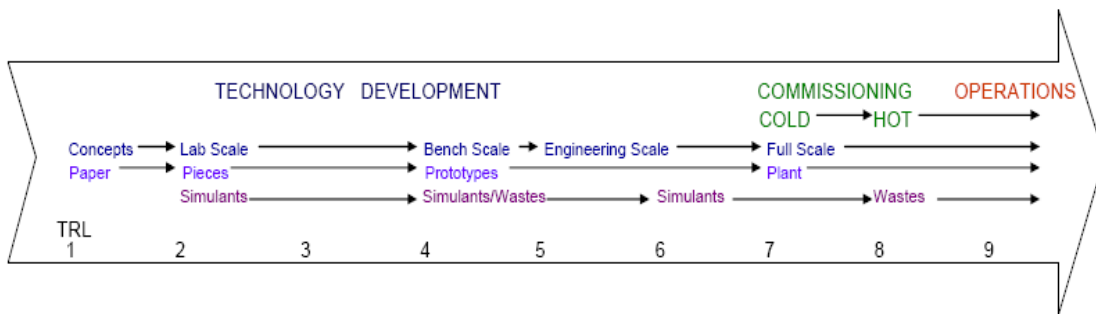 TECHNOLOGY DEVELOPMENT COMMISSIONING OPERATIONS
COLD HOT
Concepts Lab Scale Bench Scale Engineering Scale Full Scale
Paper Pieces Prototypes Plant
Simulants Simulants/Wastes Simulants Wastes
TRL
1 2 3 4 5 6 7 8 9